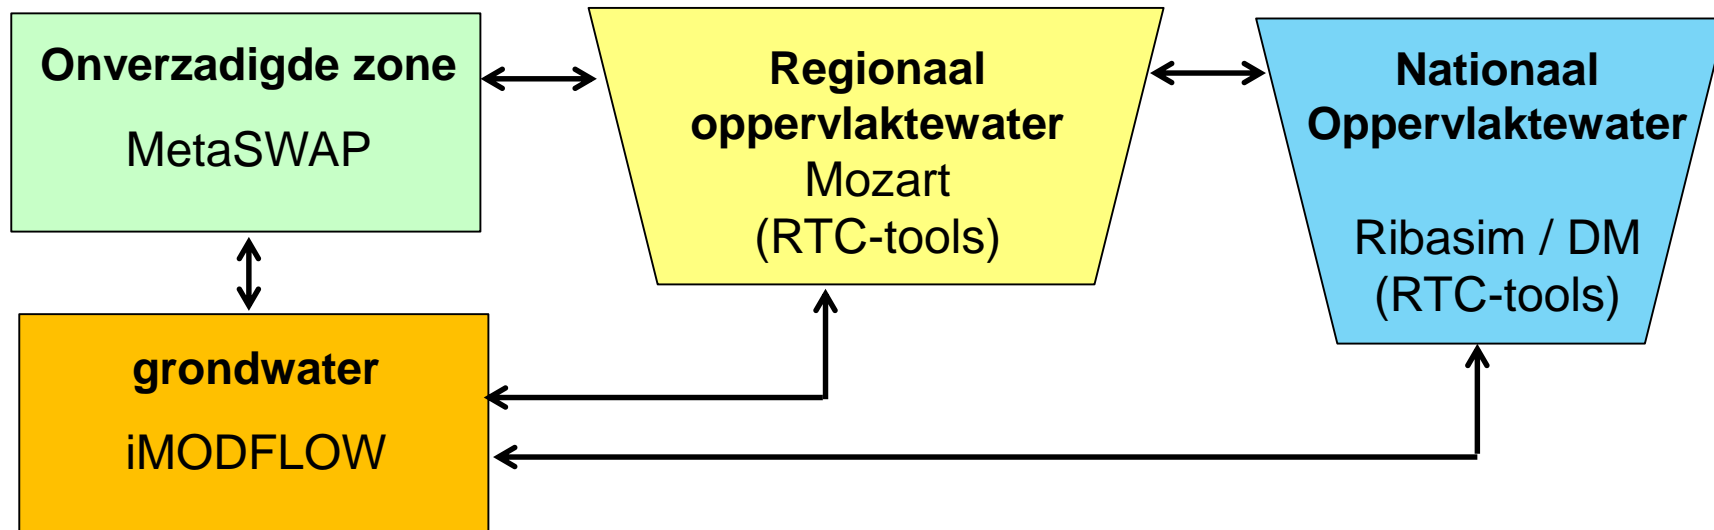 Onverzadigde zone
MetaSWAP
Regionaal
oppervlaktewater
Mozart
(RTC-tools)
Nationaal
Oppervlaktewater
Ribasim / DM
(RTC-tools)
grondwater
iMODFLOW